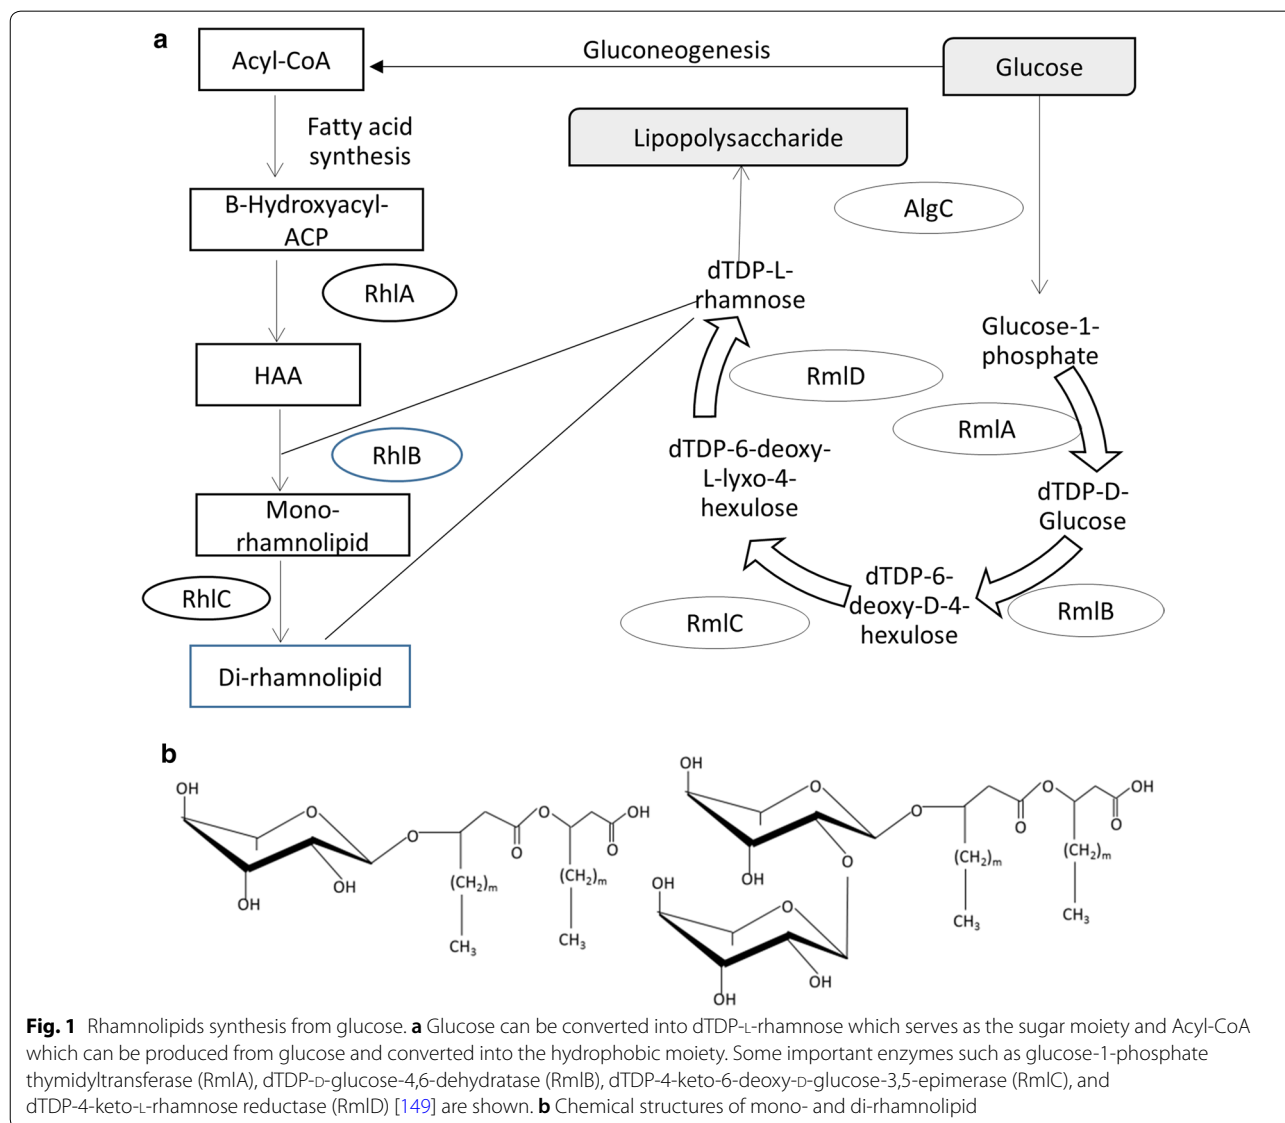 a
Acyl-CoA
Gluconeogenesis
Glucose
Fatty acid
synthesis
Lipopolysaccharide
B-Hydroxyacyl-
ACP
AlgC
RhlA
dTDP-L-
rhamnose
Glucose-1-
phosphate
HAA
RmlD
RmlA
RhlB
dTDP-6-deoxy-
L-lyxo-4-
hexulose
dTDP-D-
Glucose
Mono-
rhamnolipid
RhlC
dTDP-6-
deoxy-D-4-
hexulose
RmlC
RmlB
Di-rhamnolipid
b
OH
O
O
O
OH
O
O
(CH₂)ₘ
(CH₂)ₘ
OH
OH
CH₃
CH₃
OH
O
O
O
OH
O
O
(CH₂)ₘ
(CH₂)ₘ
OH
O
OH
O
CH₃
CH₃
OH
OH
Fig. 1 Rhamnolipids synthesis from glucose. a Glucose can be converted into dTDP-L-rhamnose which serves as the sugar moiety and Acyl-CoA
which can be produced from glucose and converted into the hydrophobic moiety. Some important enzymes such as glucose-1-phosphate
thymidyltransferase (RmlA), dTDP-D-glucose-4,6-dehydratase (RmlB), dTDP-4-keto-6-deoxy-D-glucose-3,5-epimerase (RmlC), and
dTDP-4-keto-L-rhamnose reductase (RmlD) [149] are shown. b Chemical structures of mono- and di-rhamnolipid